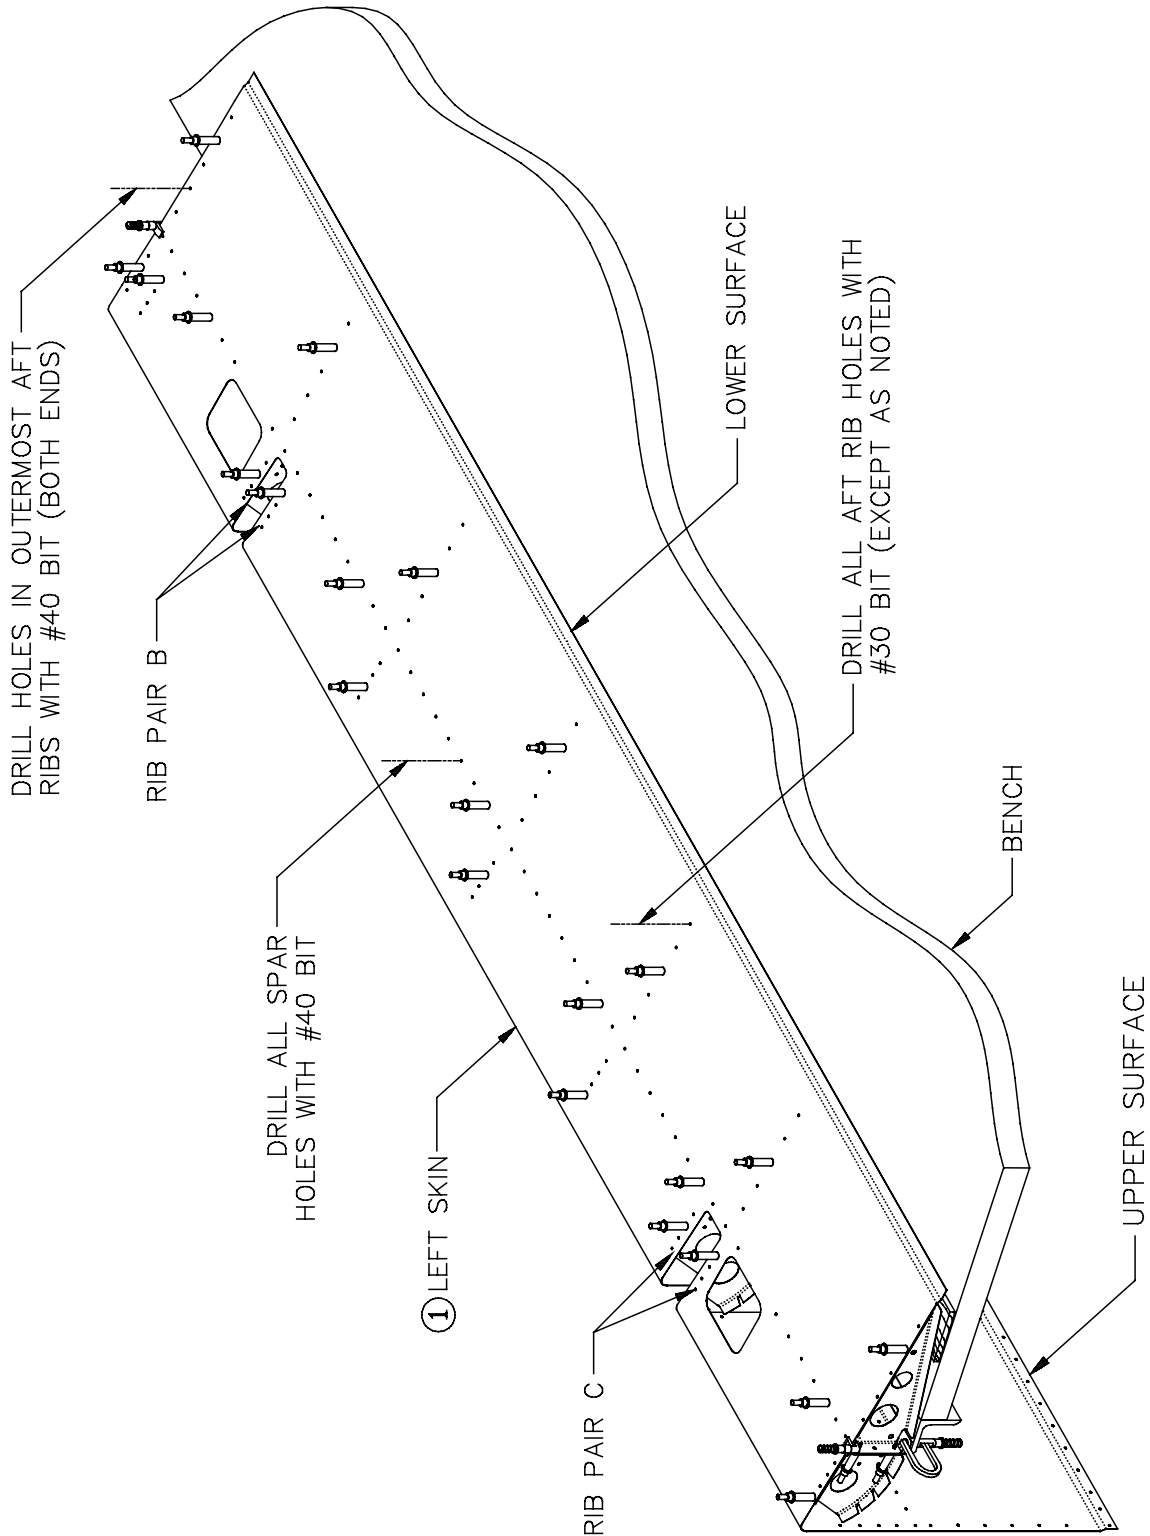 DRILL HOLES IN OUTERMOST AFT
RIBS WITH #40 BIT (BOTH ENDS)
RIB PAIR B
DRILL ALL SPAR
HOLES WITH #40 BIT
1 LEFT SKIN
RIB PAIR C
LOWER SURFACE
DRILL ALL AFT RIB HOLES WITH
#30 BIT (EXCEPT AS NOTED)
BENCH
UPPER SURFACE